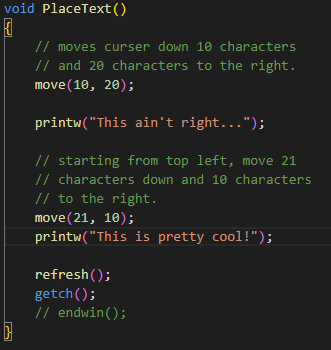 void PlaceText()
{
// moves curser down 10 characters
// and 20 characters to the right.
move(10, 20);
printw("This ain't right...");
// starting from top left, move 21
// characters down and 10 characters
// to the right.
move(21, 10);
printw("This is pretty cool!");
refresh();
getch();
// endwin();
}